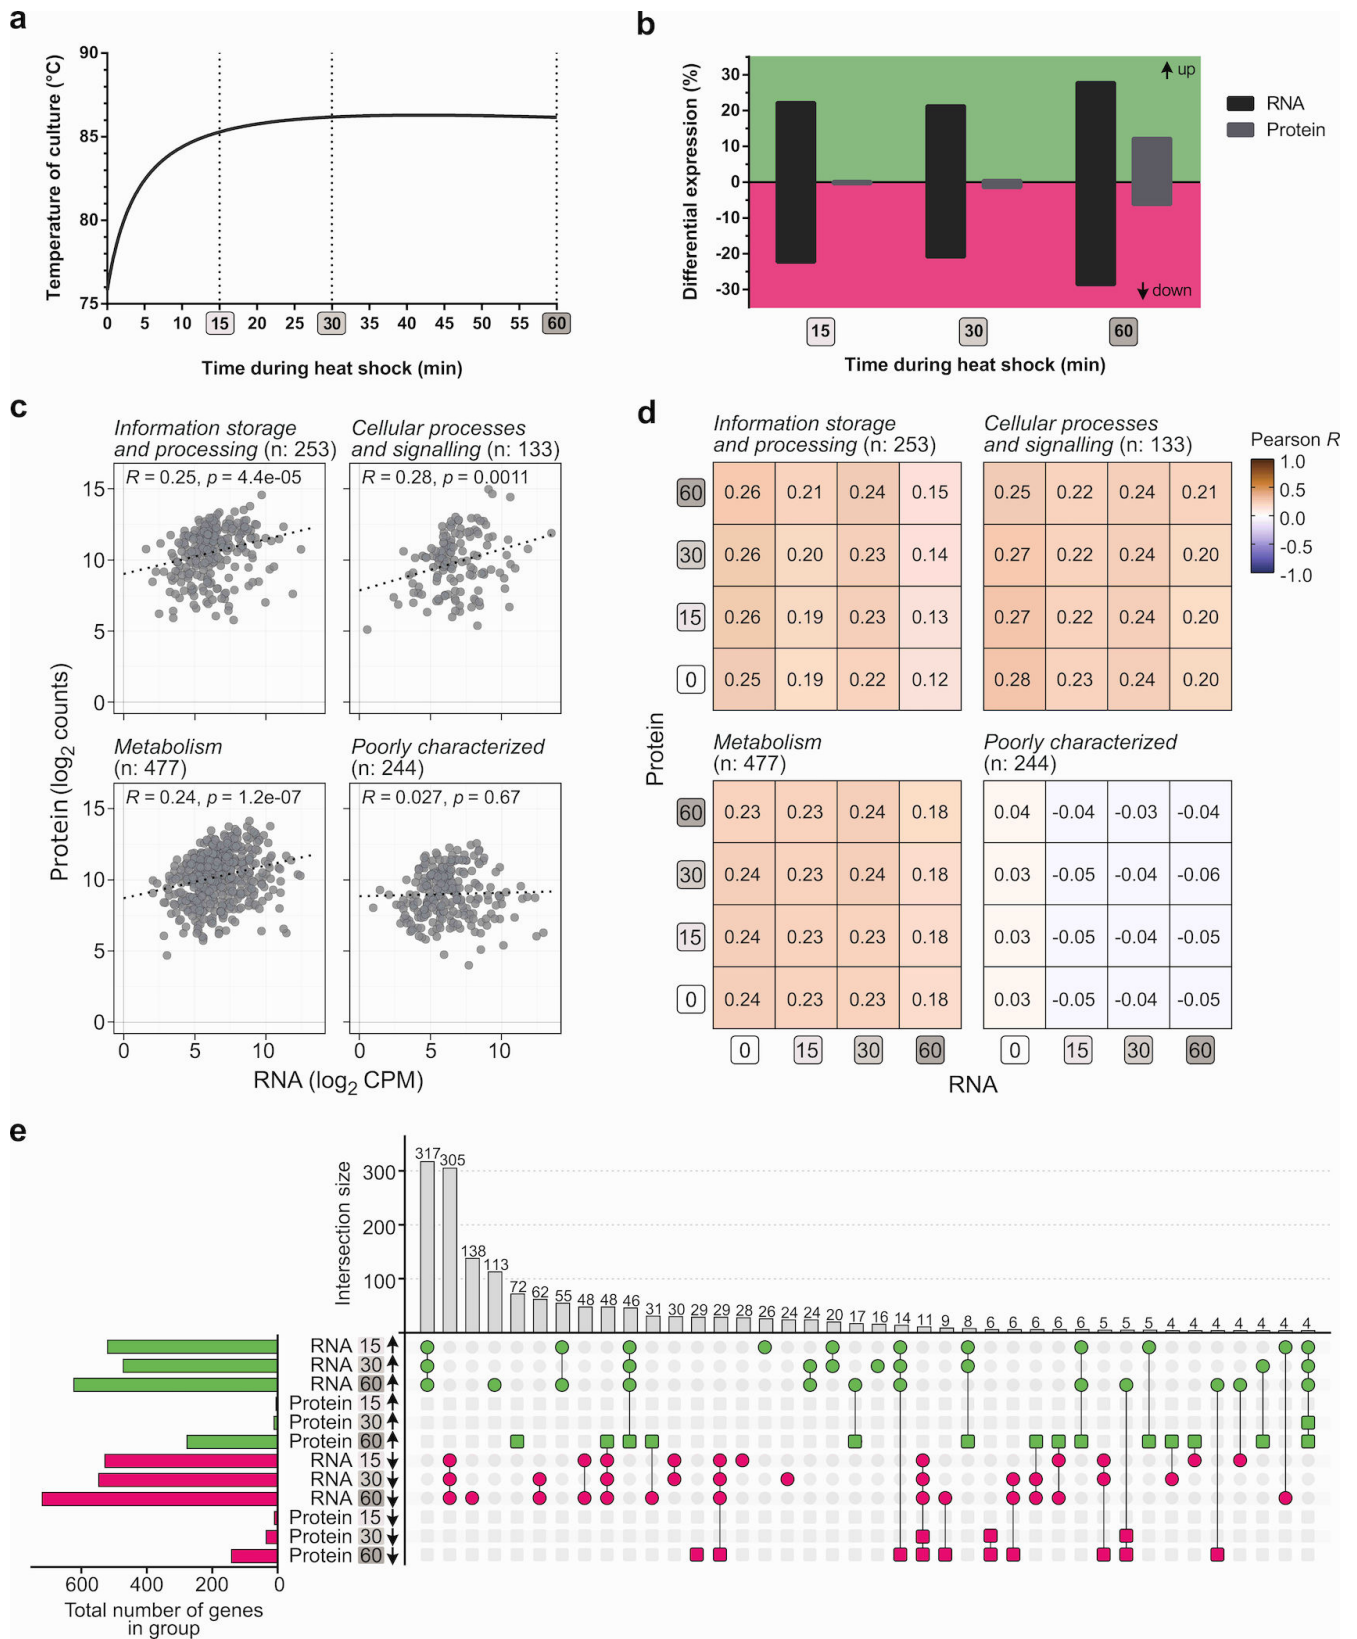 a
90
85
80
75
Temperature of culture (°C)
0 5 10 15 20 25 30 35 40 45 50 55 60
Time during heat shock (min)
b
30
20
10
0
-10
-20
-30
Differential expression (%)
up
down
15 30 60
Time during heat shock (min)
RNA
Protein
c
Information storage
and processing (n: 253)
R = 0.25, p = 4.4e-05
Cellular processes
and signalling (n: 133)
R = 0.28, p = 0.0011
15
10
5
0
Metabolism
(n: 477)
R = 0.24, p = 1.2e-07
Poorly characterized
(n: 244)
R = 0.027, p = 0.67
15
10
5
0
0 5 10 0 5 10
Protein (log2 counts)
RNA (log2 CPM)
d
Information storage
and processing (n: 253)
60 0.26 0.21 0.24 0.15
30 0.26 0.20 0.23 0.14
15 0.26 0.19 0.23 0.13
0 0.25 0.19 0.22 0.12
Cellular processes
and signalling (n: 133)
0.25 0.22 0.24 0.21
0.27 0.22 0.24 0.20
0.27 0.22 0.24 0.20
0.28 0.23 0.24 0.20
Pearson R
1.0
0.5
0.0
-0.5
-1.0
Metabolism
(n: 477)
60 0.23 0.23 0.24 0.18
30 0.24 0.23 0.24 0.18
15 0.24 0.23 0.23 0.18
0 0.24 0.23 0.23 0.18
Poorly characterized
(n: 244)
0.04 -0.04 -0.03 -0.04
0.03 -0.05 -0.04 -0.06
0.03 -0.05 -0.04 -0.05
0.03 -0.05 -0.04 -0.05
0 15 30 60 0 15 30 60
Protein
RNA
e
Intersection size
300
200
100
317 305 138 113 72 62 55 48 48 46 31 30 29 29 28 26 24 24 20 17 16 14 11 9 8 6 6 6 6 6 5 5 5 4 4 4 4 4 4 4
RNA 15
RNA 30
RNA 60
Protein 15
Protein 30
Protein 60
RNA 15
RNA 30
RNA 60
Protein 15
Protein 30
Protein 60
600 400 200 0
Total number of genes
in group